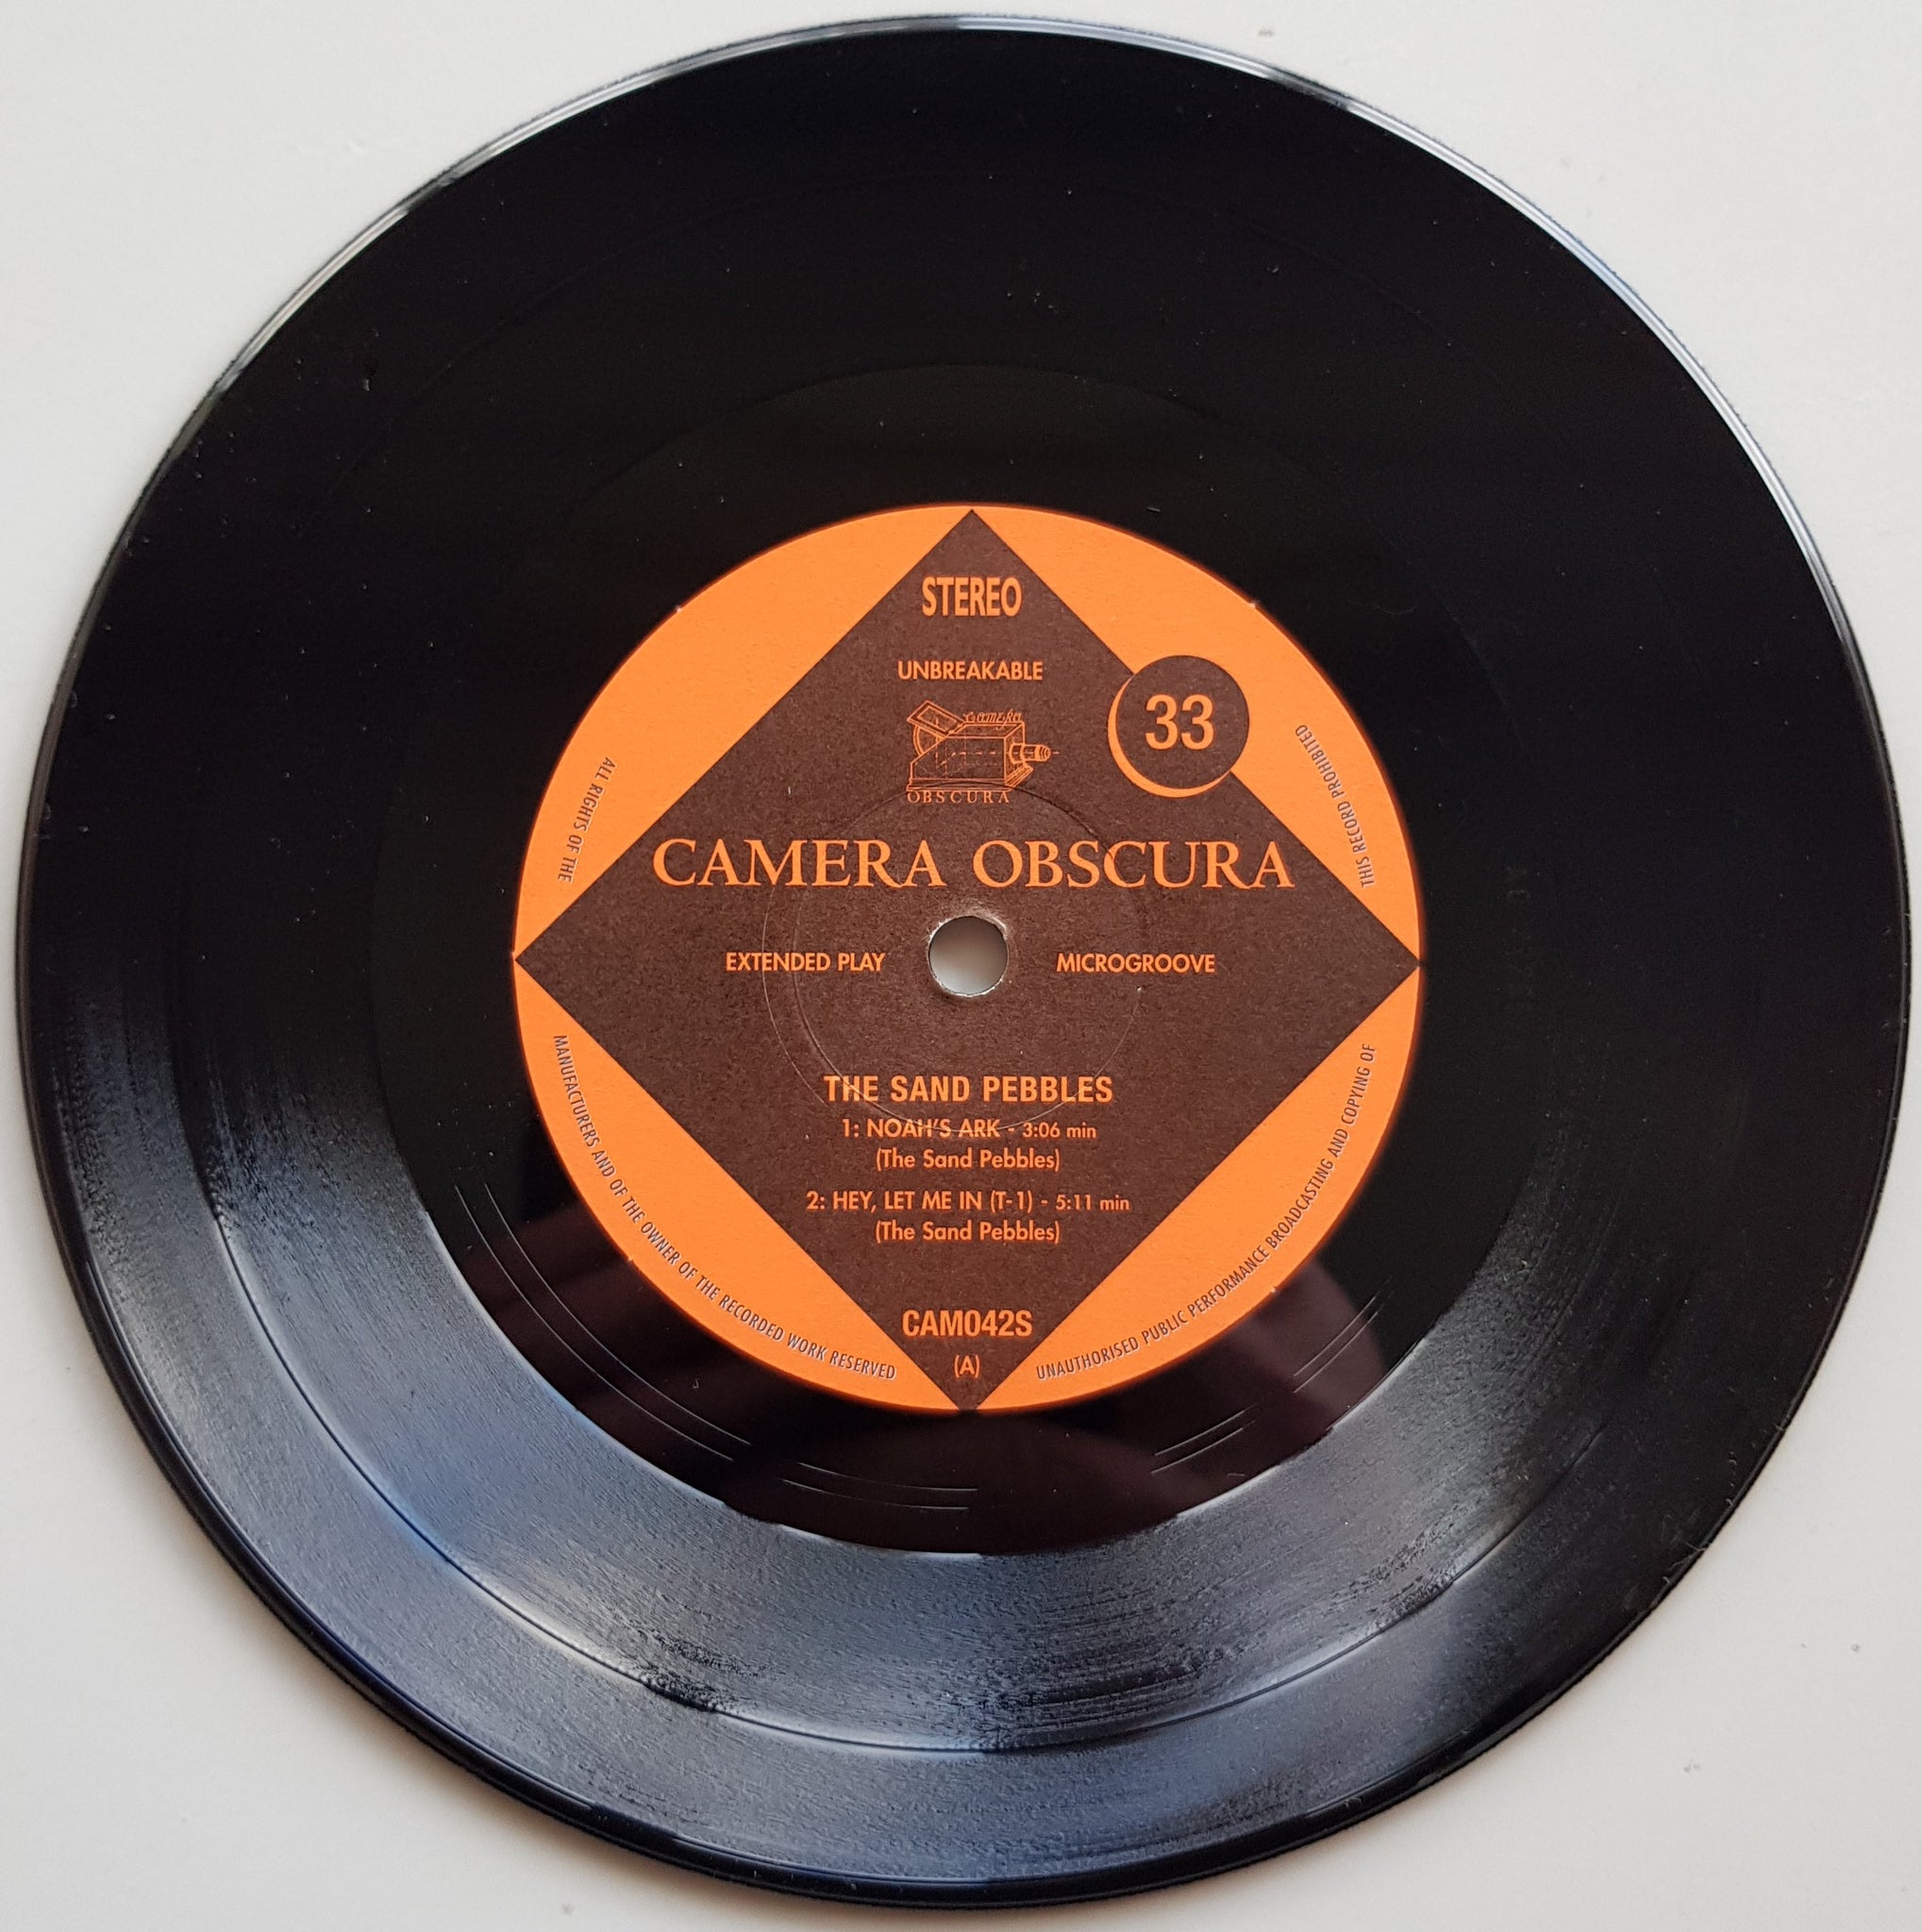 STEREO
UNBREAKABLE
Camera
OBSCURA
33
CAMERA OBSCURA
EXTENDED PLAY MICROGROOVE
THE SAND PEBBLES
1: NOAH'S ARK - 3:06 min
(The Sand Pebbles)
2: HEY, LET ME IN (T-1) - 5:11 min
(The Sand Pebbles)
CAM042S
(A)
ALL RIGHTS OF THE
MANUFACTURERS AND OF THE OWNER OF THE RECORDED WORK RESERVED
UNAUTHORISED PUBLIC PERFORMANCE BROADCASTING AND COPYING OF
THIS RECORD PROHIBITED